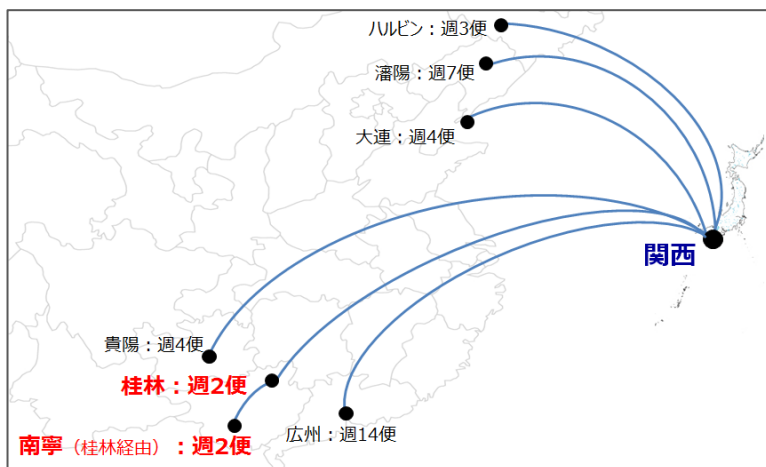 ハルビン：週3便
瀋陽：週7便
大連：週4便
関西
貴陽：週4便
桂林：週2便
広州：週14便
南寧（桂林経由）：週2便